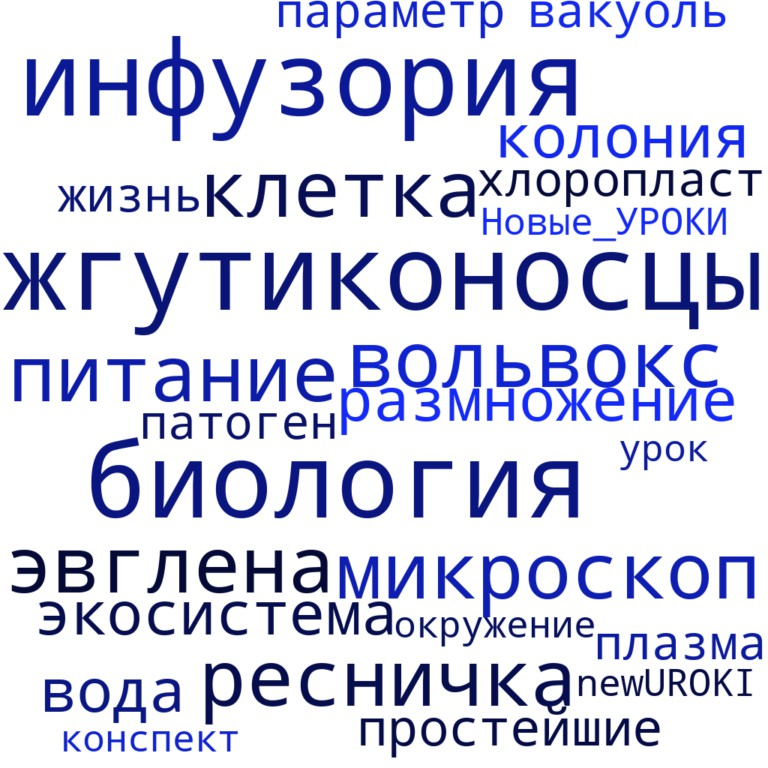 параметр вакуоль
инфузория
колония
жизнь клетка хлоропласт
Новые_УРОКИ
жгутиконосцы
питание вольвокс
размножение
патоген
урок
биология
эвглена микроскоп
экосистема окружение
плазма
вода ресничка newUROKI
конспект простейшие